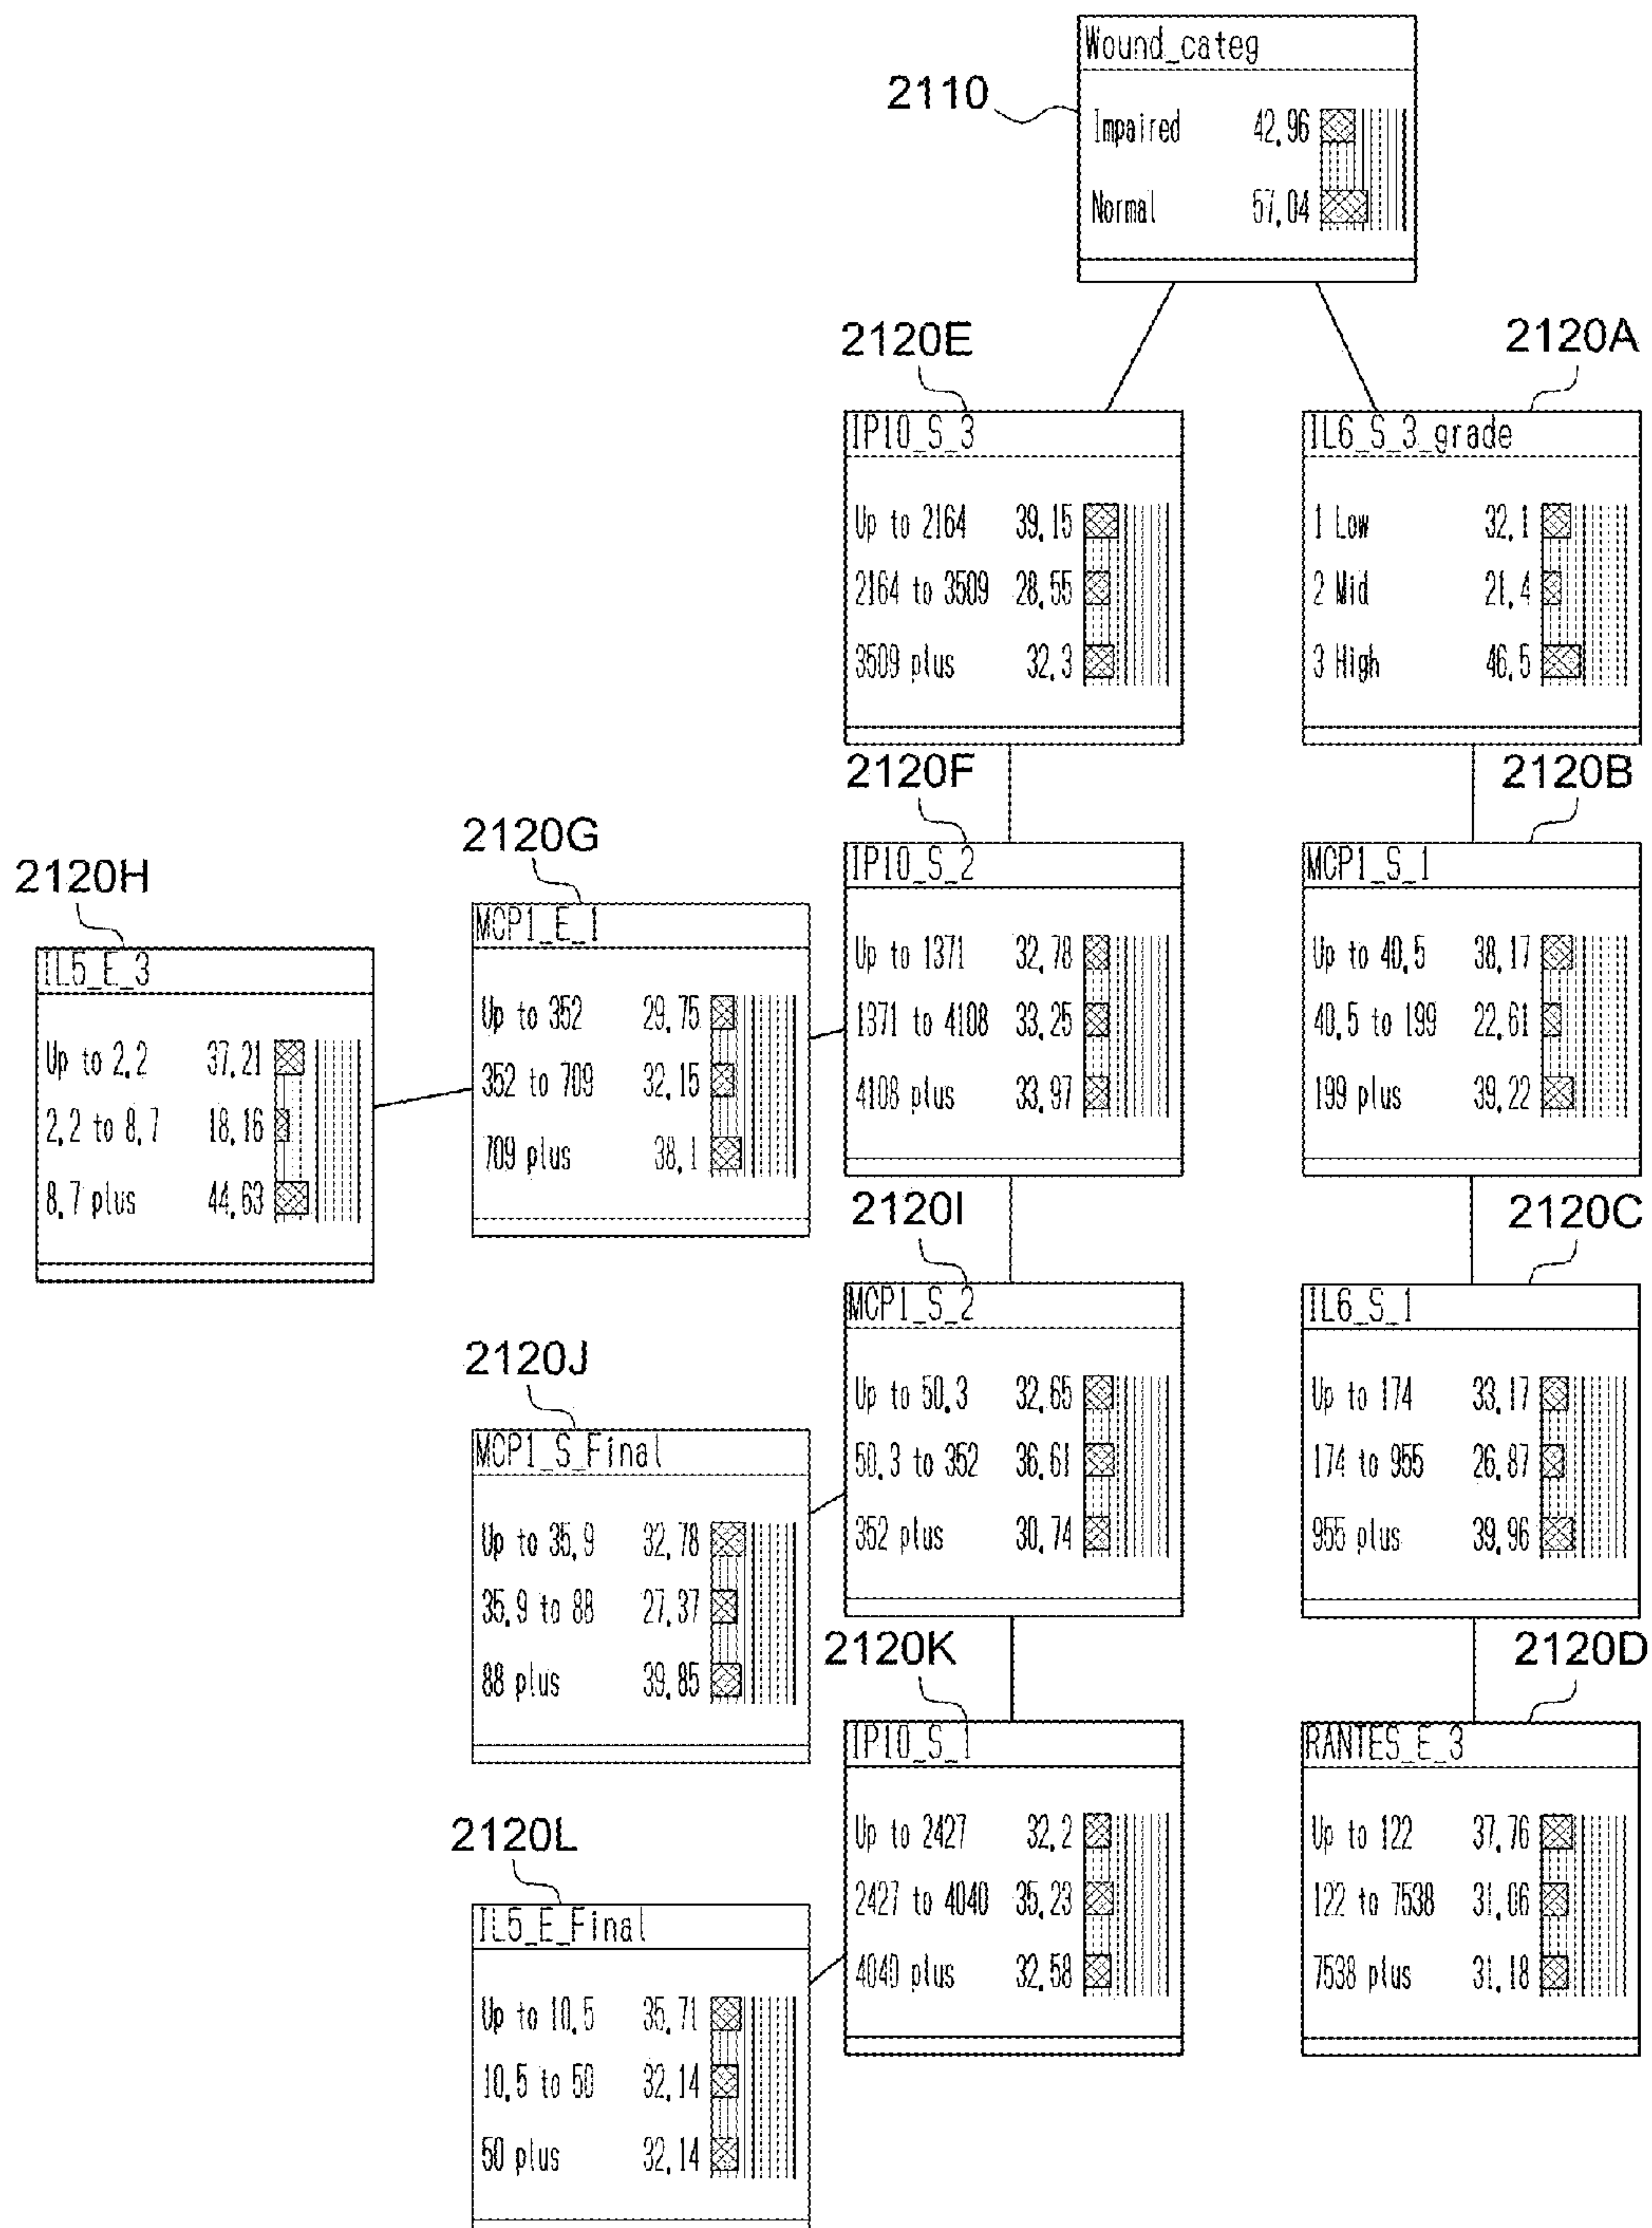 Wound_categ
2110
Impaired 42.96
Normal 57.04
2120E
IP10_S_3
Up to 2164 39.15
2164 to 3509 28.55
3509 plus 32.3
2120A
IL6_S_3_grade
1 Low 32.1
2 Mid 21.4
3 High 46.5
2120F
IP10_S_2
Up to 1371 32.78
1371 to 4108 33.25
4108 plus 33.97
2120B
MCP1_S_1
Up to 40.5 38.17
40.5 to 199 22.61
199 plus 39.22
2120G
MCP1_E_1
Up to 352 29.75
352 to 709 32.15
709 plus 38.1
2120H
IL5_E_3
Up to 2.2 37.21
2.2 to 8.7 18.16
8.7 plus 44.63
2120I
MCP1_S_2
Up to 50.3 32.65
50.3 to 352 36.61
352 plus 30.74
2120C
IL6_S_1
Up to 174 33.17
174 to 955 26.87
955 plus 39.96
2120J
MCP1_S_Final
Up to 35.9 32.78
35.9 to 88 27.37
88 plus 39.85
2120K
IP10_S_1
Up to 2427 32.2
2427 to 4040 35.23
4040 plus 32.58
2120D
RANTES_E_3
Up to 122 37.76
122 to 7538 31.06
7538 plus 31.18
2120L
IL5_E_Final
Up to 10.5 35.71
10.5 to 50 32.14
50 plus 32.14